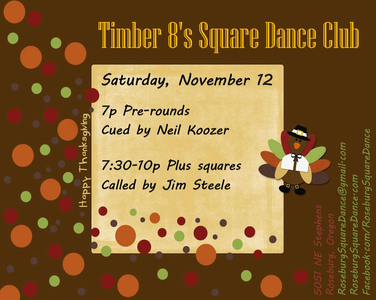 Timber 8's Square Dance Club
Saturday, November 12
7p Pre-rounds
Cued by Neil Koozer
7:30-10p Plus squares
Called by Jim Steele
Happy Thanksgiving
5051 NE Stephens
Roseburg, Oregon
RoseburgSquareDance@gmail.com
RoseburgSquareDance.com
Facebook.com/RoseburgSquareDance